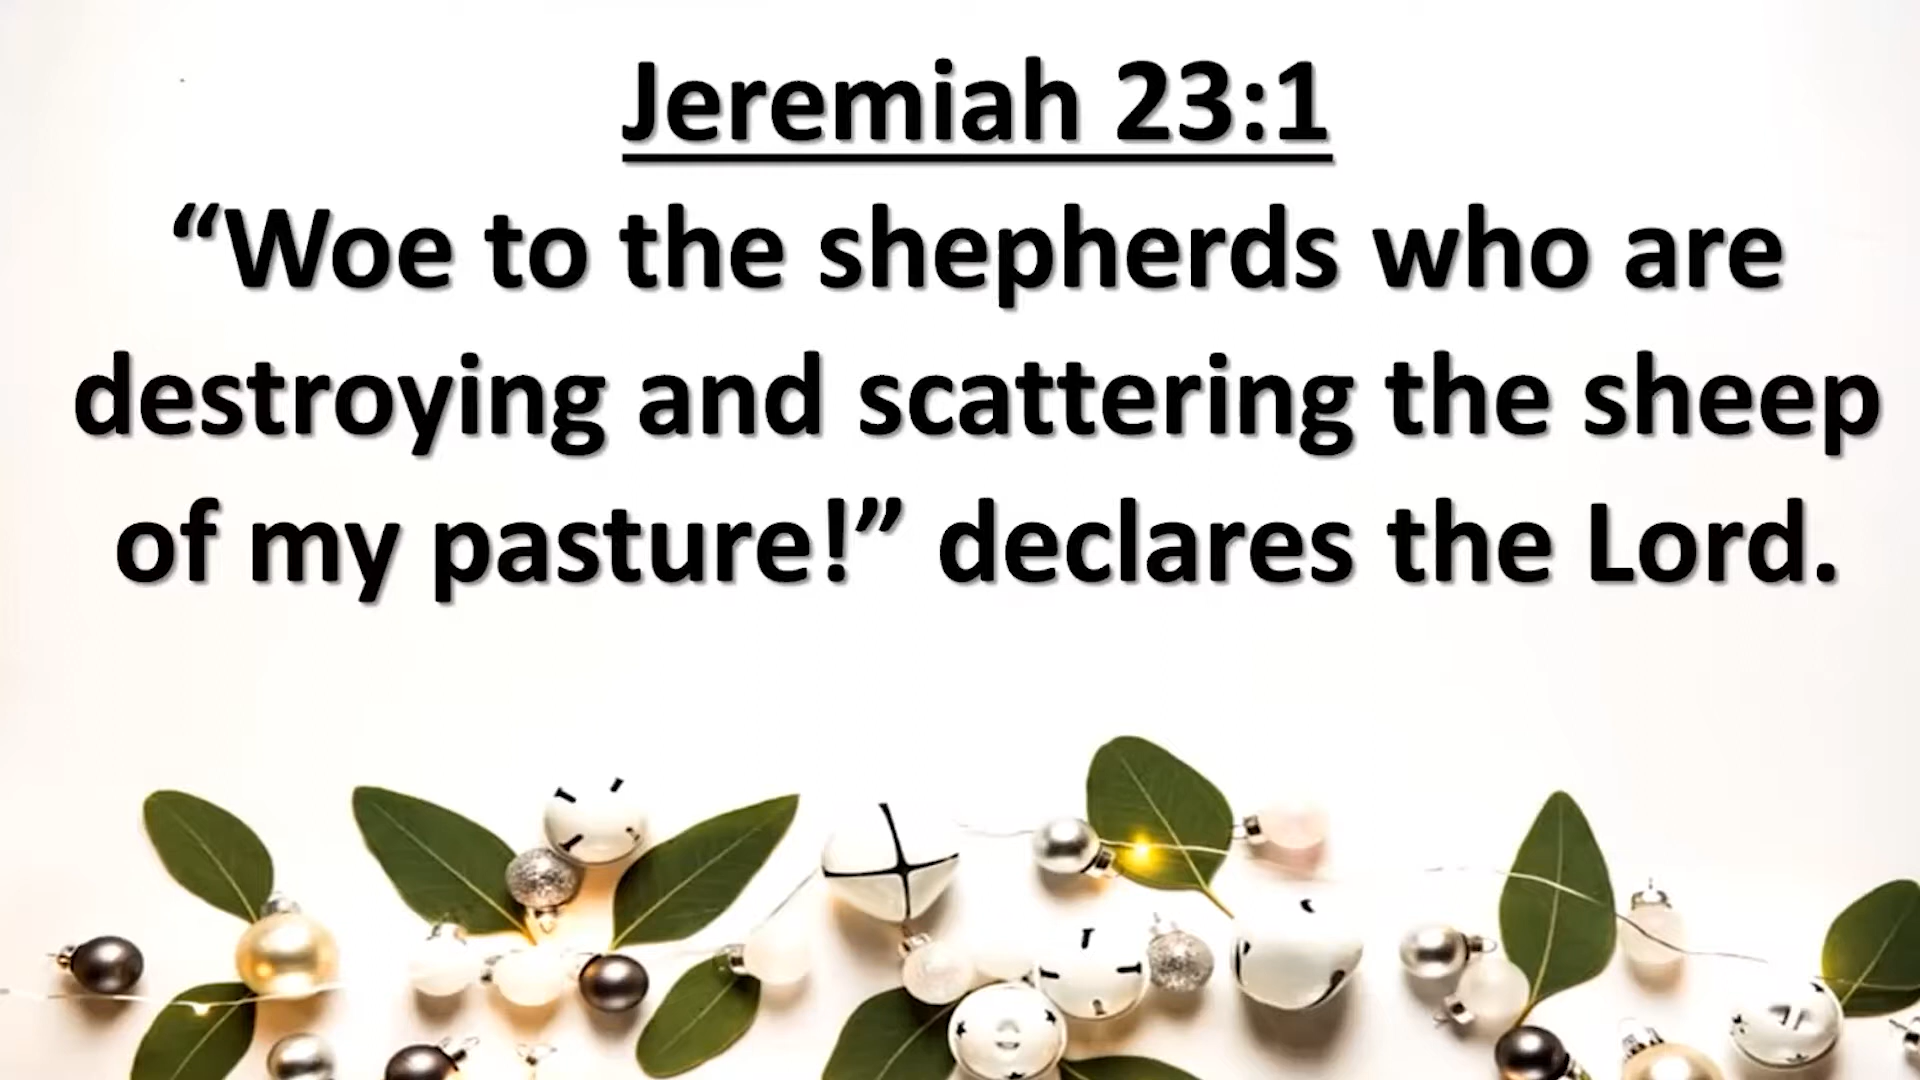 Jeremiah 23:1
“Woe to the shepherds who are
destroying and scattering the sheep
of my pasture!” declares the Lord.